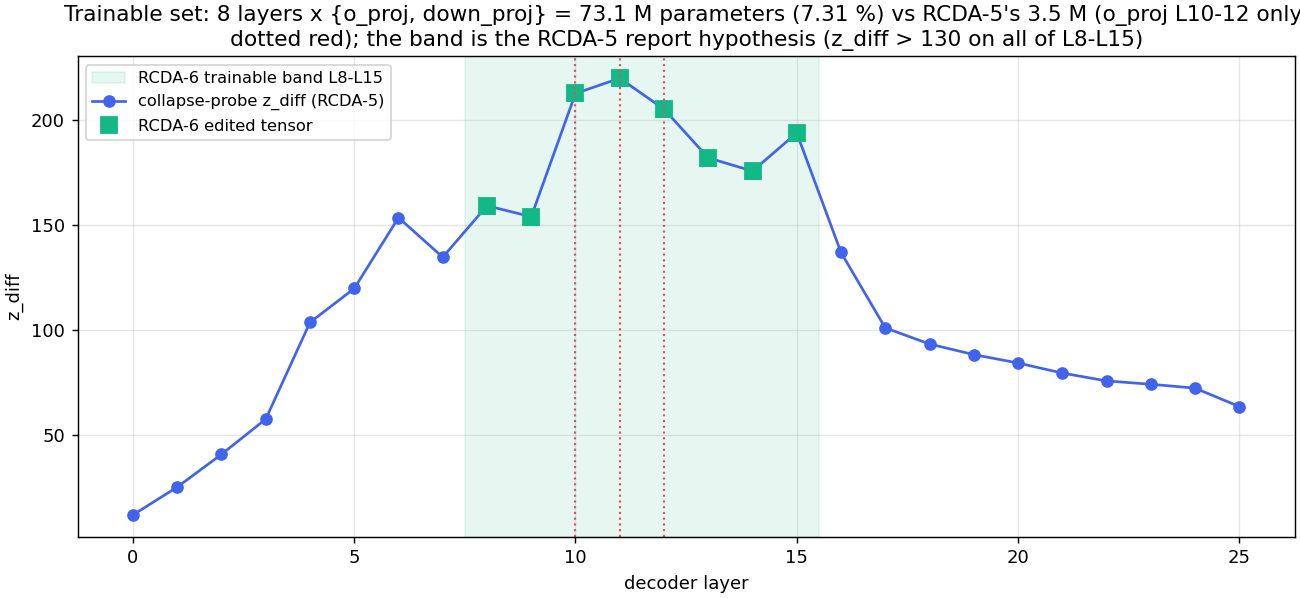 Trainable set: 8 layers x {o_proj, down_proj} = 73.1 M parameters (7.31 %) vs RCDA-5's 3.5 M (o_proj L10-12 only
dotted red); the band is the RCDA-5 report hypothesis (z_diff > 130 on all of L8-L15)
RCDA-6 trainable band L8-L15
collapse-probe z_diff (RCDA-5)
RCDA-6 edited tensor
200
150
100
50
z_diff
0 5 10 15 20 25
decoder layer